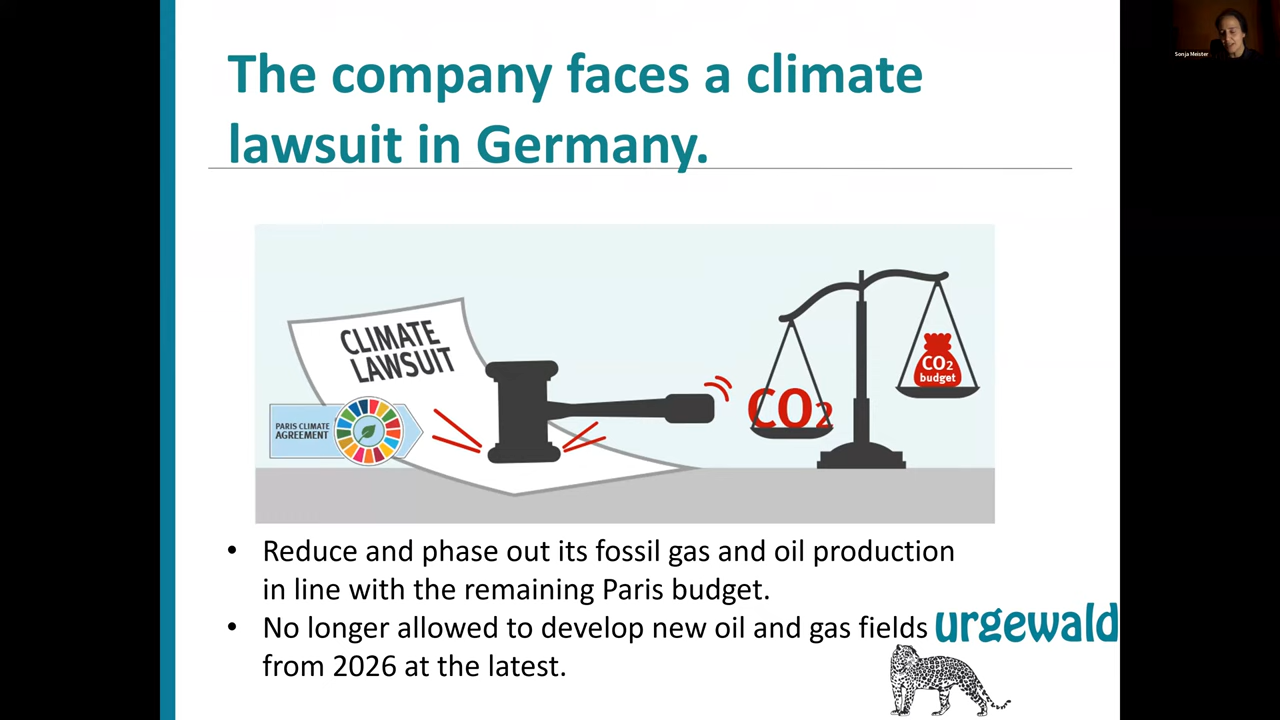 The company faces a climate
lawsuit in Germany.
Sonja Meister
CLIMATE
LAWSUIT
PARIS CLIMATE
AGREEMENT
CO2
CO2
budget
• Reduce and phase out its fossil gas and oil production
in line with the remaining Paris budget.
• No longer allowed to develop new oil and gas fields
from 2026 at the latest.
urgewald